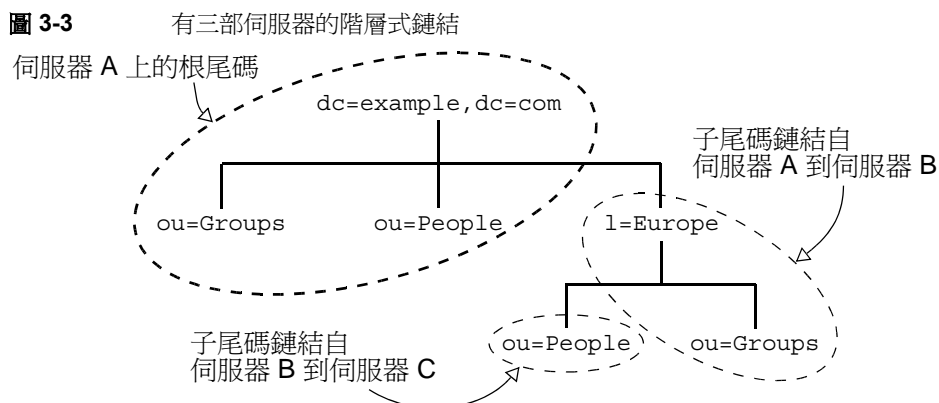 圖 3-3 有三部伺服器的階層式鏈結
伺服器 A 上的根尾碼
dc=example,dc=com
子尾碼鏈結自
伺服器 A 到伺服器 B
ou=Groups ou=People l=Europe
ou=People ou=Groups
子尾碼鏈結自
伺服器 B 到伺服器 C